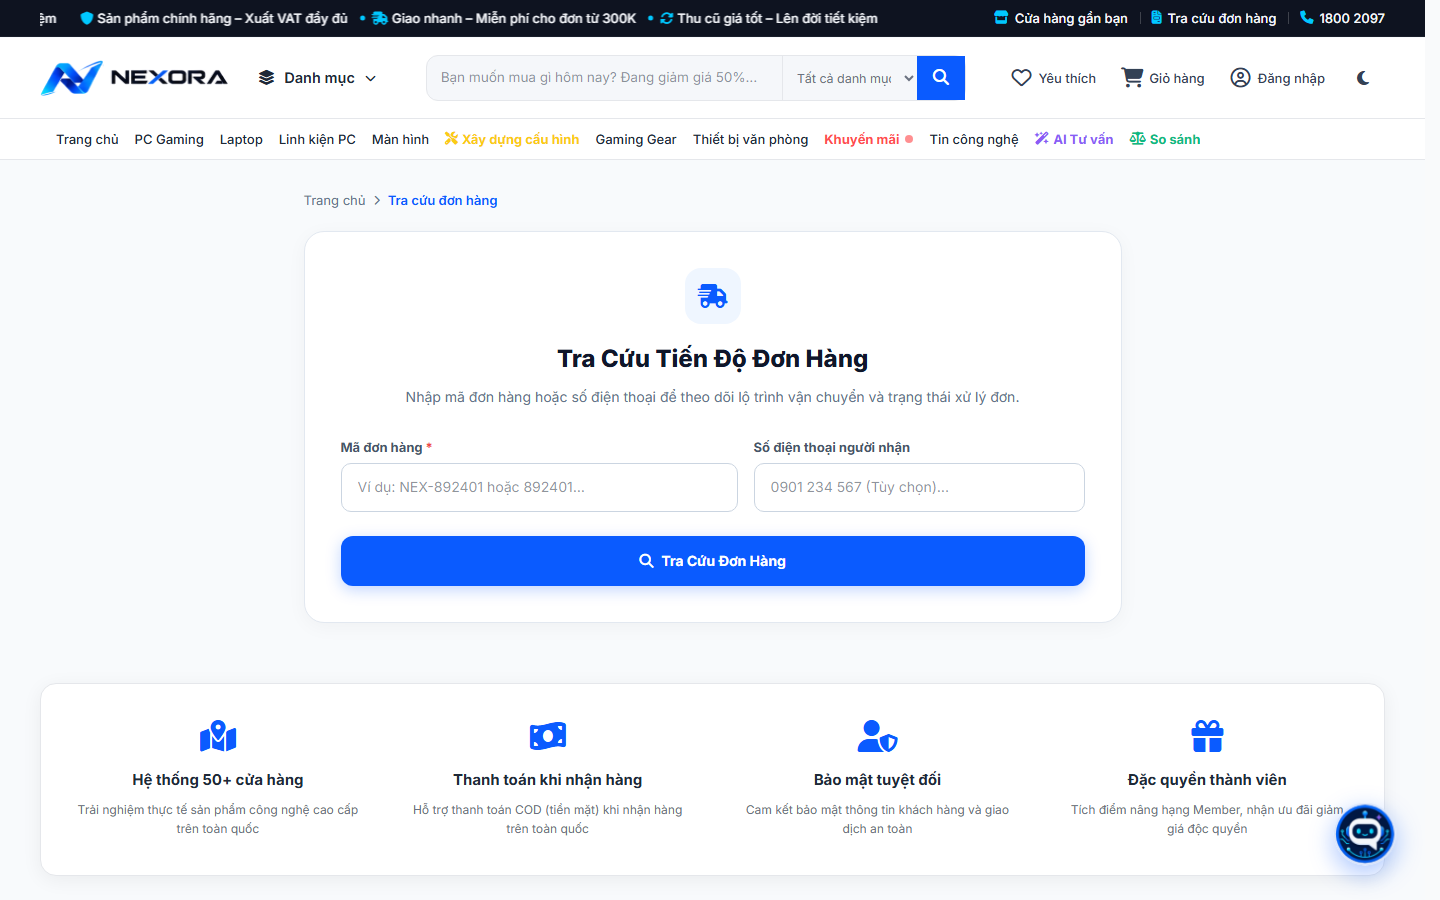 ệm
Sản phẩm chính hãng – Xuất VAT đầy đủ • Giao nhanh – Miễn phí cho đơn từ 300K • Thu cũ giá tốt – Lên đời tiết kiệm
Cửa hàng gần bạn
Tra cứu đơn hàng
1800 2097
NEXORA
Danh mục
Bạn muốn mua gì hôm nay? Đang giảm giá 50%...
Tất cả danh mục
Yêu thích
Giỏ hàng
Đăng nhập
Trang chủ
PC Gaming
Laptop
Linh kiện PC
Màn hình
Xây dựng cấu hình
Gaming Gear
Thiết bị văn phòng
Khuyến mãi
Tin công nghệ
AI Tư vấn
So sánh
Trang chủ > Tra cứu đơn hàng
Tra Cứu Tiến Độ Đơn Hàng
Nhập mã đơn hàng hoặc số điện thoại để theo dõi lộ trình vận chuyển và trạng thái xử lý đơn.
Mã đơn hàng *
Số điện thoại người nhận
Ví dụ: NEX-892401 hoặc 892401...
0901 234 567 (Tùy chọn)...
Tra Cứu Đơn Hàng
Hệ thống 50+ cửa hàng
Trải nghiệm thực tế sản phẩm công nghệ cao cấp
trên toàn quốc
Thanh toán khi nhận hàng
Hỗ trợ thanh toán COD (tiền mặt) khi nhận hàng
trên toàn quốc
Bảo mật tuyệt đối
Cam kết bảo mật thông tin khách hàng và giao
dịch an toàn
Đặc quyền thành viên
Tích điểm nâng hạng Member, nhận ưu đãi giảm
giá độc quyền